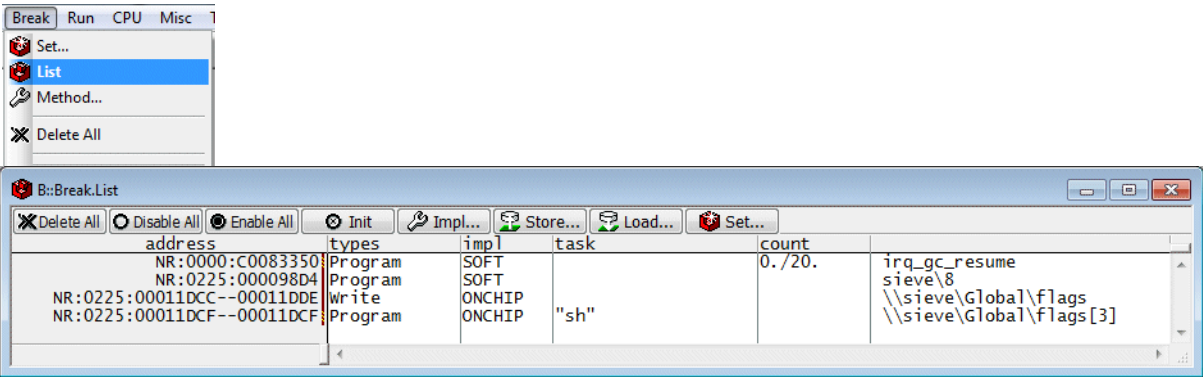 Break Run CPU Misc
Set...
List
Method...
Delete All
B::Break.List
Delete All Disable All Enable All Init Impl... Store... Load... Set...
address types impl task count
NR:0000:C0083350 Program SOFT 0./20. irq_gc_resume
NR:0225:000098D4 Program SOFT sieve\8
NR:0225:00011DCC--00011DDE Write ONCHIP \\sieve\Global\flags
NR:0225:00011DCF--00011DCF Program ONCHIP "sh" \\sieve\Global\flags[3]